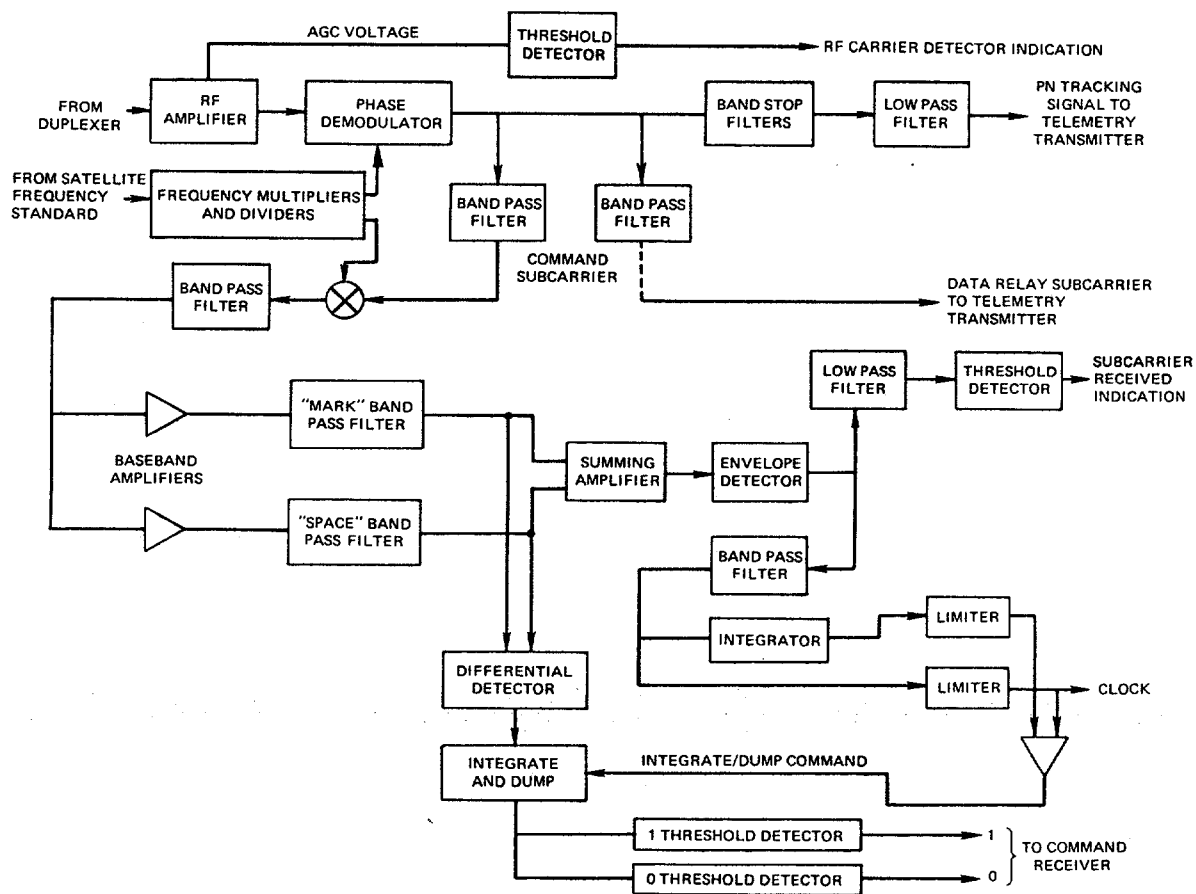 AGC VOLTAGE
THRESHOLD
DETECTOR
RF CARRIER DETECTOR INDICATION
FROM
DUPLEXER
RF
AMPLIFIER
PHASE
DEMODULATOR
BAND STOP
FILTERS
LOW PASS
FILTER
PN TRACKING
SIGNAL TO
TELEMETRY
TRANSMITTER
FROM SATELLITE
FREQUENCY
STANDARD
FREQUENCY MULTIPLIERS
AND DIVIDERS
BAND PASS
FILTER
BAND PASS
FILTER
COMMAND
SUBCARRIER
BAND PASS
FILTER
DATA RELAY SUBCARRIER
TO TELEMETRY
TRANSMITTER
LOW PASS
FILTER
THRESHOLD
DETECTOR
SUBCARRIER
RECEIVED
INDICATION
"MARK" BAND
PASS FILTER
BASEBAND
AMPLIFIERS
SUMMING
AMPLIFIER
ENVELOPE
DETECTOR
"SPACE" BAND
PASS FILTER
BAND PASS
FILTER
INTEGRATOR
LIMITER
DIFFERENTIAL
DETECTOR
LIMITER
CLOCK
INTEGRATE
AND DUMP
INTEGRATE/DUMP COMMAND
1 THRESHOLD DETECTOR
1
0 THRESHOLD DETECTOR
0
TO COMMAND
RECEIVER